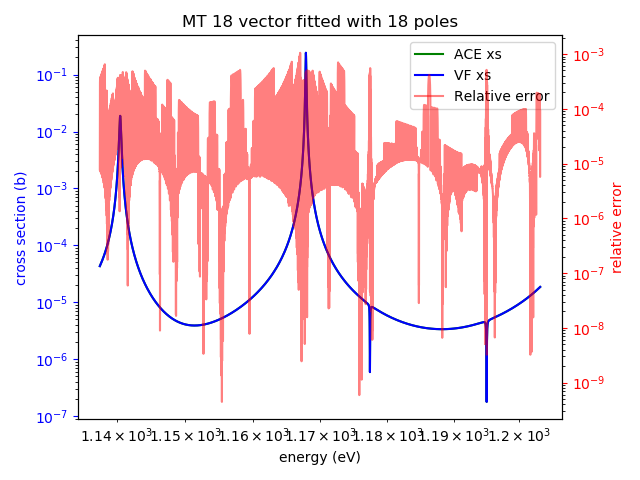 MT 18 vector fitted with 18 poles
ACE xs
VF xs
Relative error
cross section (b)
10⁻¹
10⁻²
10⁻³
10⁻⁴
10⁻⁵
10⁻⁶
10⁻⁷
10⁻³
10⁻⁴
10⁻⁵
10⁻⁶
10⁻⁷
10⁻⁸
10⁻⁹
relative error
1.14×10³ 1.15×10³ 1.16×10³ 1.17×10³ 1.18×10³ 1.19×10³ 1.2×10³
energy (eV)